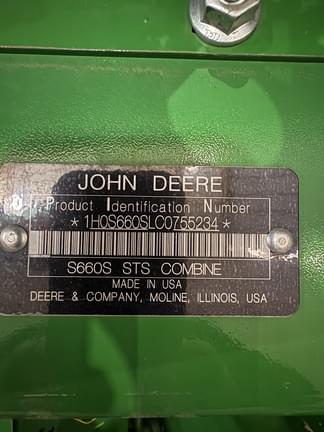 JOHN DEERE
Product Identification Number
*1H0S660SLC0755234*
S660S STS COMBINE
MADE IN USA
DEERE & COMPANY, MOLINE, ILLINOIS, USA